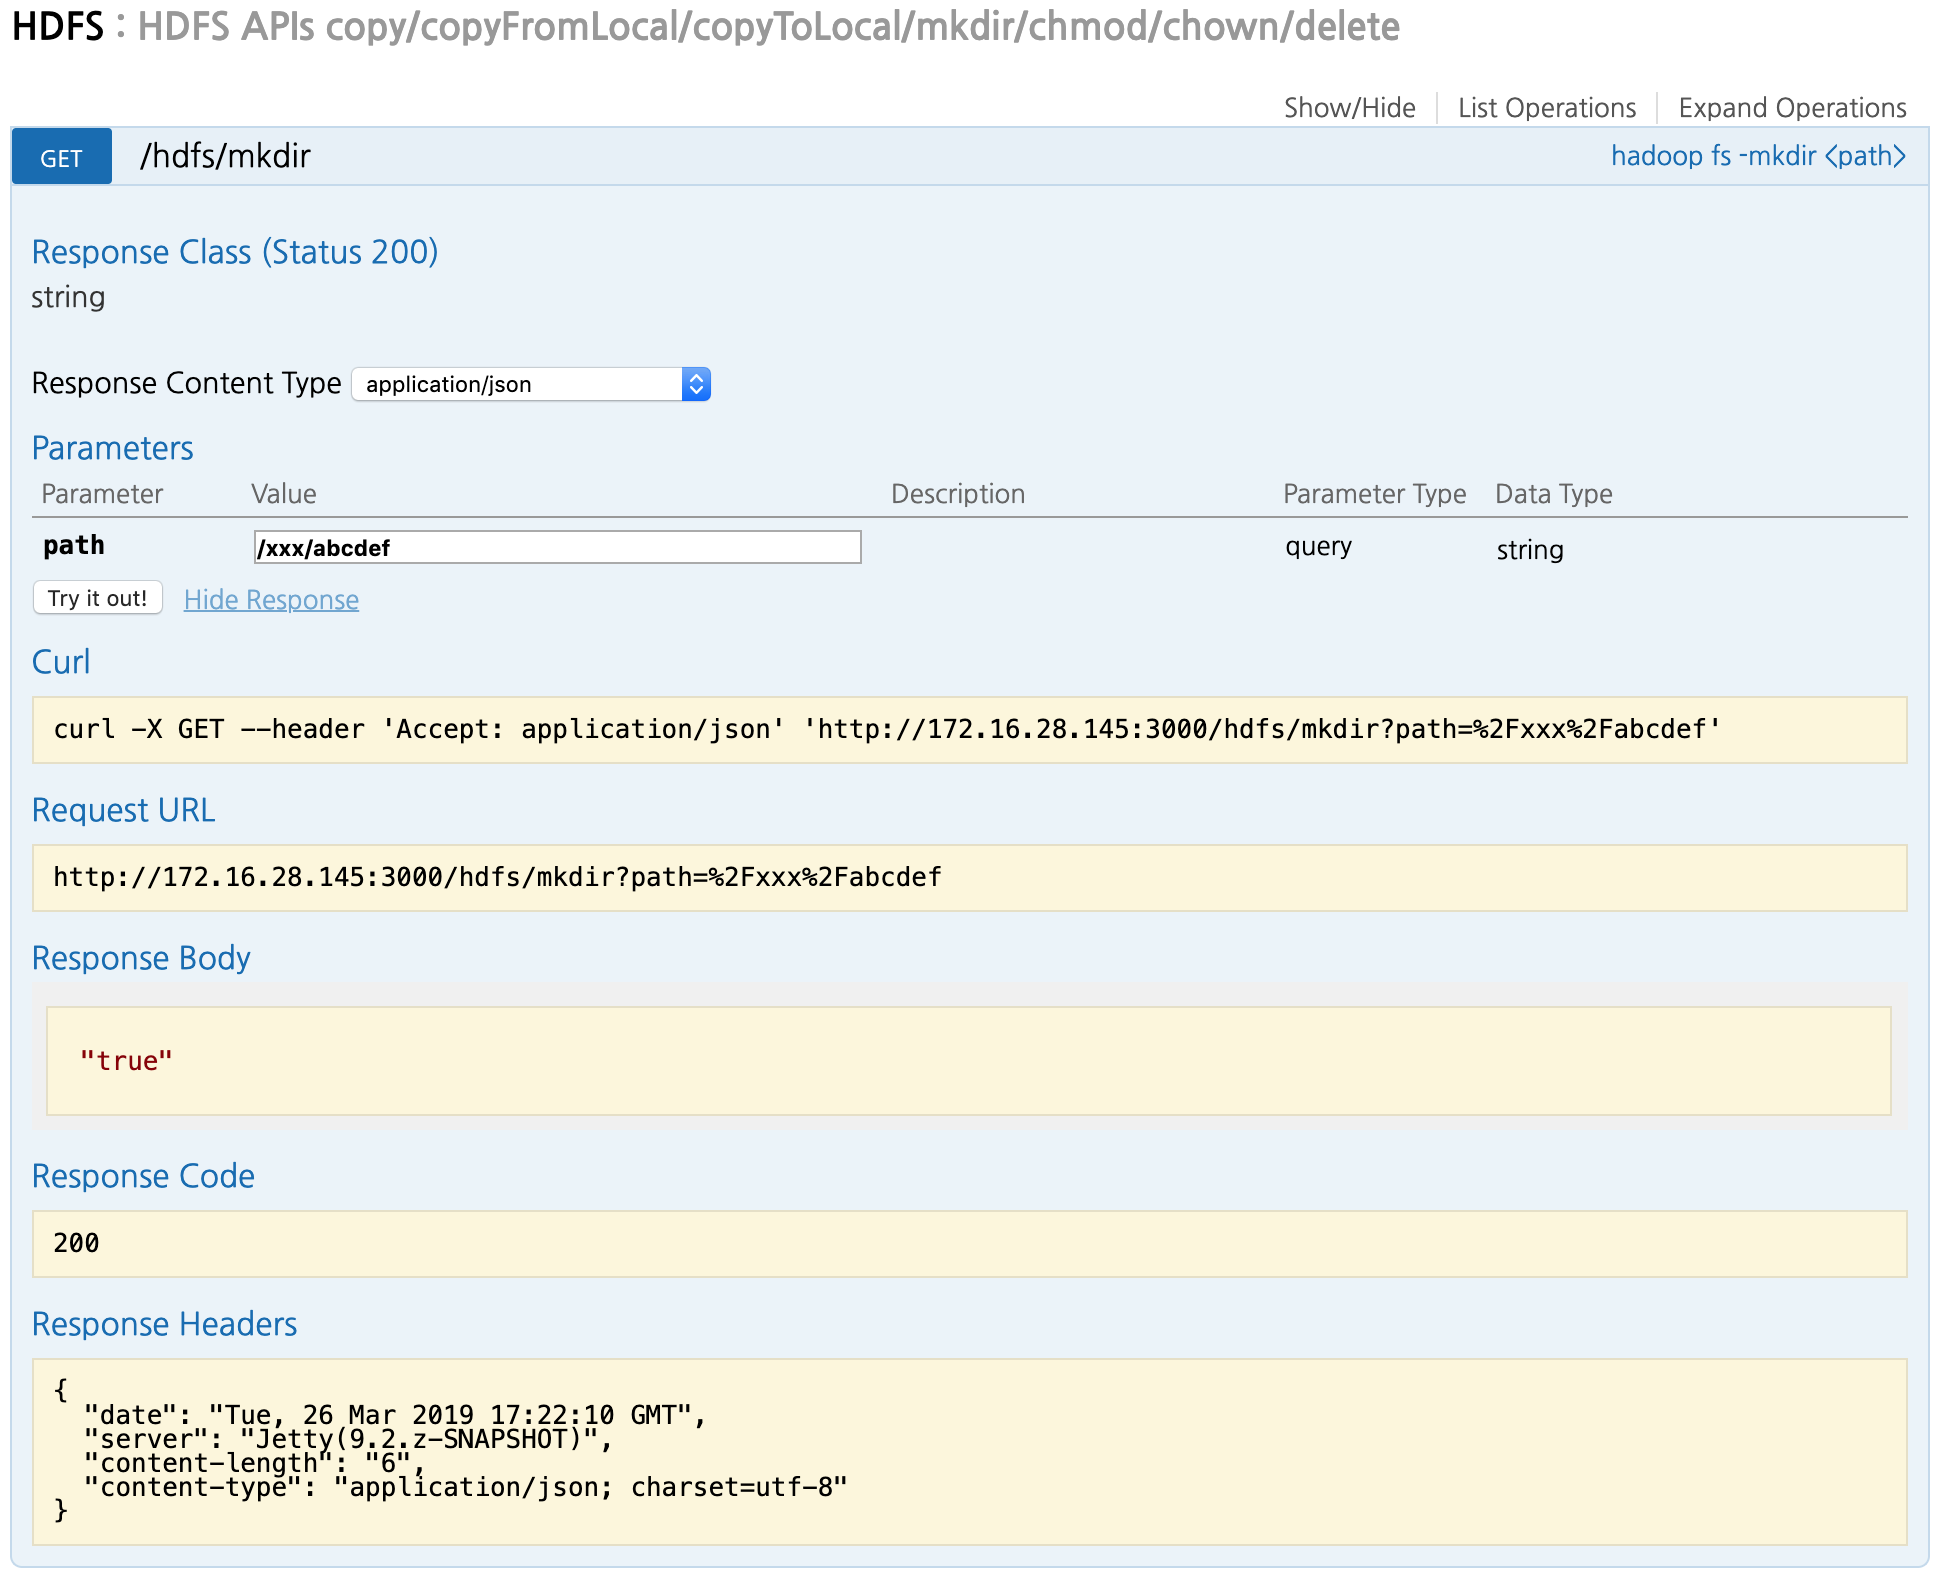 HDFS : HDFS APIs copy/copyFromLocal/copyToLocal/mkdir/chmod/chown/delete
Show/Hide List Operations Expand Operations
GET /hdfs/mkdir hadoop fs -mkdir <path>
Response Class (Status 200)
string
Response Content Type application/json
Parameters
Parameter Value Description Parameter Type Data Type
path /xxx/abcdef query string
Try it out! Hide Response
Curl
curl -X GET --header 'Accept: application/json' 'http://172.16.28.145:3000/hdfs/mkdir?path=%2Fxxx%2Fabcdef'
Request URL
http://172.16.28.145:3000/hdfs/mkdir?path=%2Fxxx%2Fabcdef
Response Body
"true"
Response Code
200
Response Headers
{
"date": "Tue, 26 Mar 2019 17:22:10 GMT",
"server": "Jetty(9.2.z-SNAPSHOT)",
"content-length": "6",
"content-type": "application/json; charset=utf-8"
}